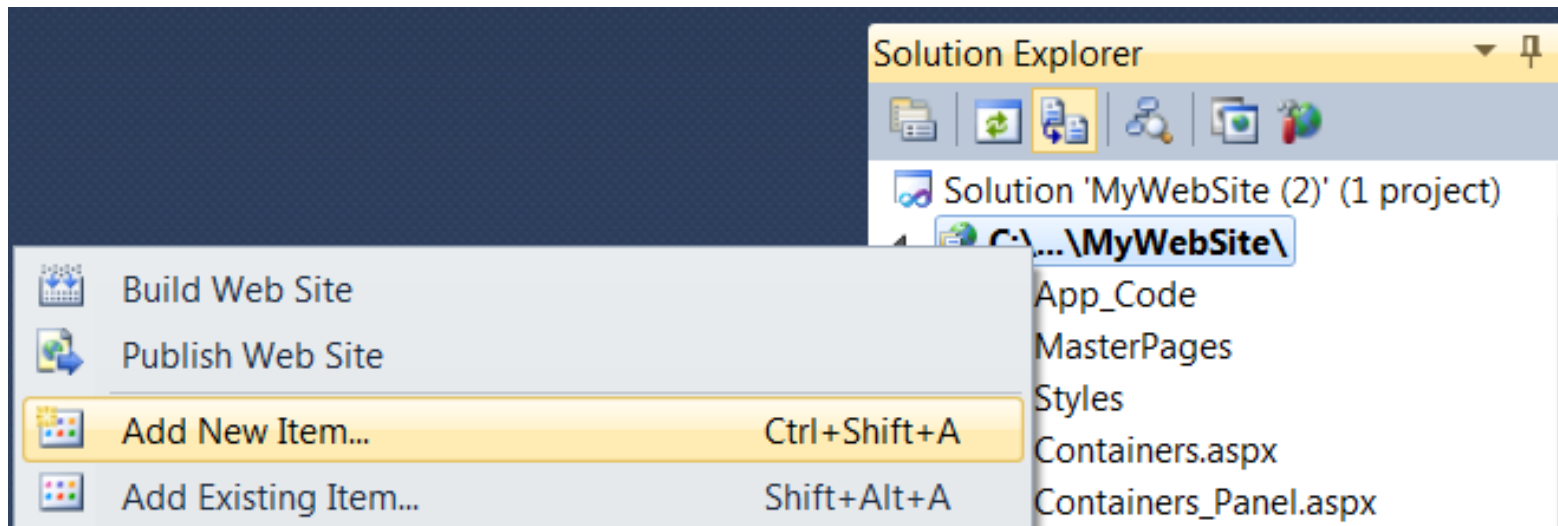 Solution Explorer
Solution 'MyWebSite (2)' (1 project)
C:\...\MyWebSite\
Build Web Site
App_Code
Publish Web Site
MasterPages
Styles
Add New Item... Ctrl+Shift+A
Containers.aspx
Add Existing Item... Shift+Alt+A
Containers_Panel.aspx